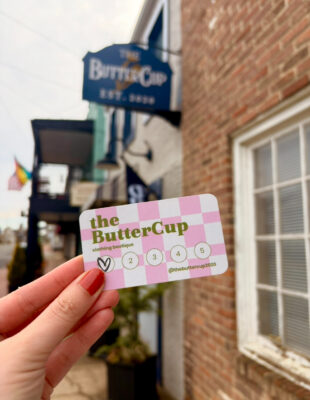 THE
BUTTERCUP
EST. 2020
the
ButterCup
clothing boutique
2 3 4 5
@thebuttercup2020